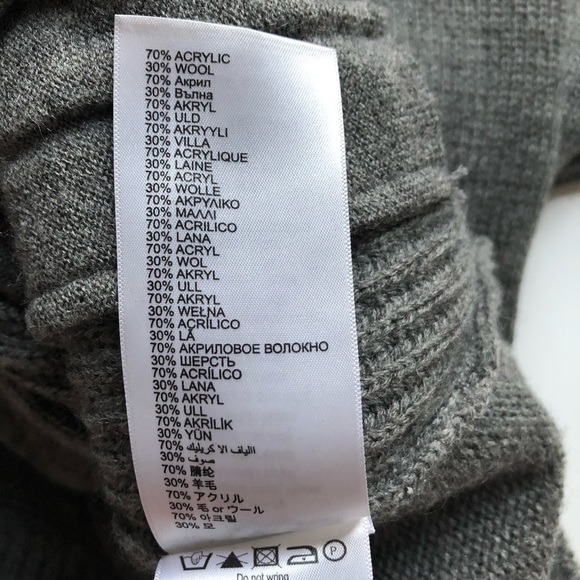 70% ACRYLIC
30% WOOL
70% Акрил
30% Вълна
70% AKRYL
30% ULD
70% AKRYYLI
30% VILLA
70% ACRYLIQUE
30% LAINE
70% ACRYL
30% WOLLE
70% ΑΚΡΥΛΙΚΟ
30% ΜΑΛΛΙ
70% ACRILICO
30% LANA
70% ACRYL
30% WOL
70% AKRYL
30% ULL
70% AKRYL
30% WEŁNA
70% ACRÍLICO
30% LÃ
70% АКРИЛОВОЕ ВОЛОКНО
30% ШЕРСТЬ
70% ACRÍLICO
30% LANA
70% AKRYL
30% ULL
70% AKRİLİK
30% YÜN
70% الياف الاكريليك
30% صوف
70% 腈纶
30% 羊毛
70% アクリル
30% 毛 or ウール
70% 아크릴
30% 모
P
Do not wring